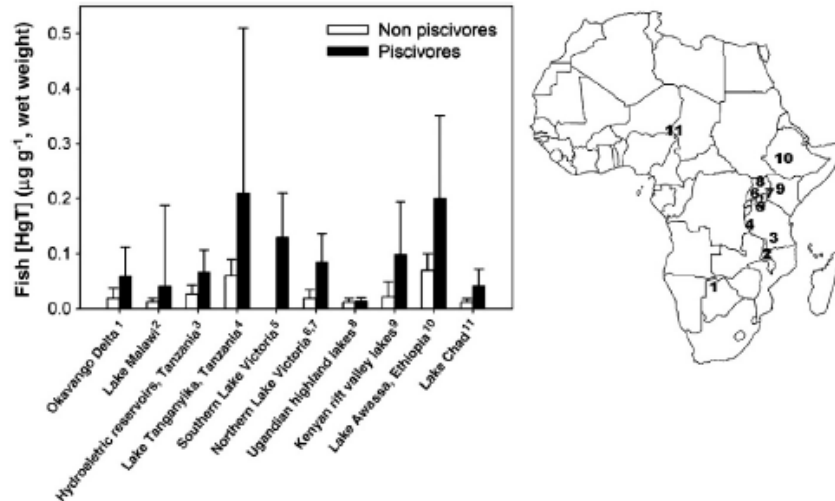 Fish [HgT] (µg g⁻¹, wet weight)
0.5
0.4
0.3
0.2
0.1
0.0
Non piscivores
Piscivores
Okavango Delta ¹
Lake Malawi ²
Hydroeletric reservoirs, Tanzania ³
Lake Tanganyika, Tanzania ⁴
Southern Lake Victoria ⁵
Northern Lake Victoria ⁶,⁷
Ugandian highland lakes ⁸
Kenyan rift valley lakes ⁹
Lake Awassa, Ethiopia ¹⁰
Lake Chad ¹¹
11
10
8
6 7 9
5
4
3
2
1